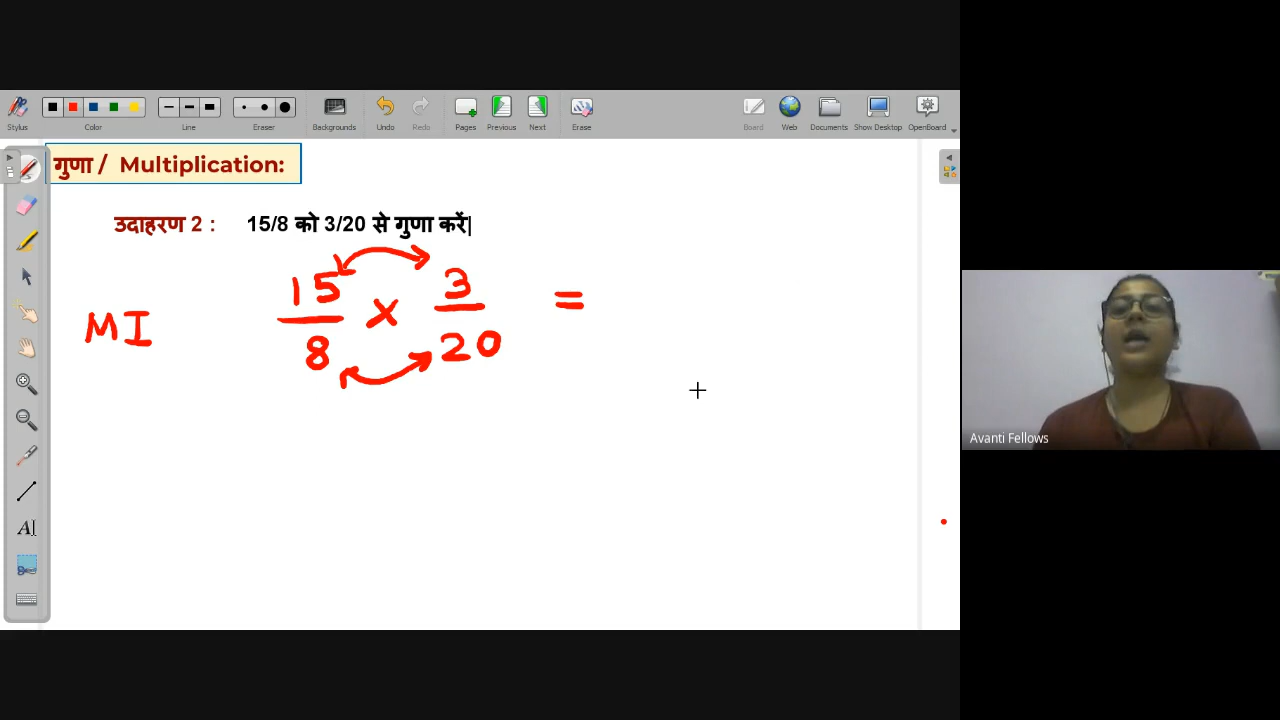 Stylus Color Line Eraser Backgrounds Undo Redo Pages Previous Next Erase Board Web Documents Show Desktop OpenBoard
गुणा / Multiplication:
उदाहरण 2 : 15/8 को 3/20 से गुणा करें|
15/8 × 3/20 =
MI
Avanti Fellows